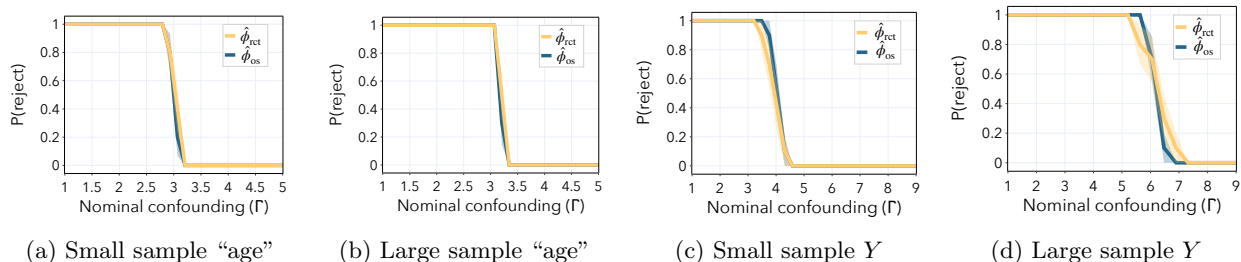 1
0.8
0.6
0.4
0.2
0
P(reject)
1 1.5 2 2.5 3 3.5 4 4.5 5
Nominal confounding (Γ)
ϕ̂rct
ϕ̂os
(a) Small sample “age”
1
0.8
0.6
0.4
0.2
0
P(reject)
1 1.5 2 2.5 3 3.5 4 4.5 5
Nominal confounding (Γ)
ϕ̂rct
ϕ̂os
(b) Large sample “age”
1
0.8
0.6
0.4
0.2
0
P(reject)
1 2 3 4 5 6 7 8 9
Nominal confounding (Γ)
ϕ̂rct
ϕ̂os
(c) Small sample Y
1
0.8
0.6
0.4
0.2
0
P(reject)
1 2 3 4 5 6 7 8 9
Nominal confounding (Γ)
ϕ̂rct
ϕ̂os
(d) Large sample Y